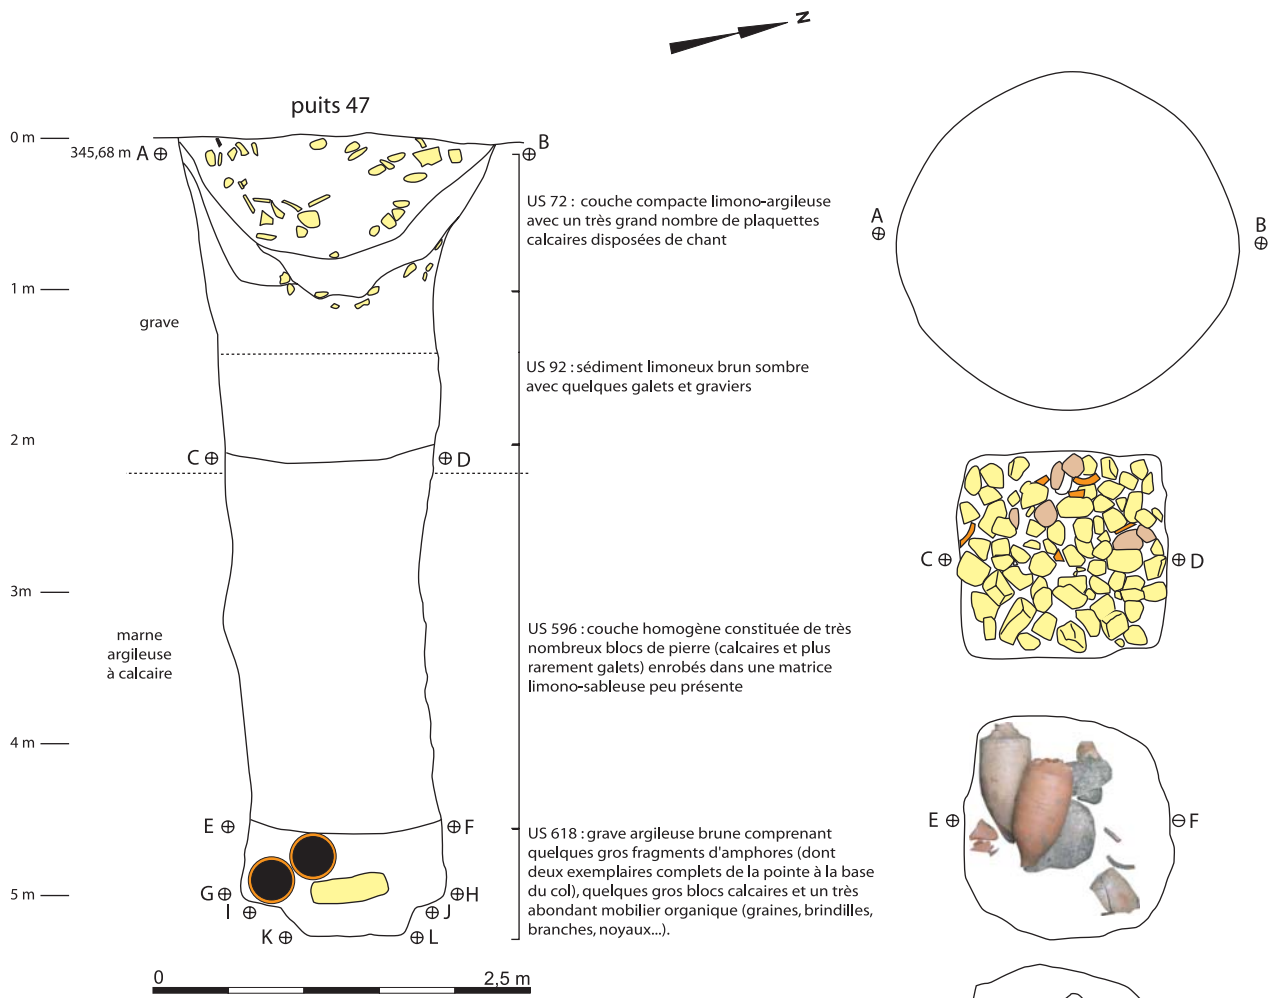 N
puits 47
0 m
345,68 m A
B
US 72 : couche compacte limono-argileuse
avec un très grand nombre de plaquettes
calcaires disposées de chant
1 m
grave
US 92 : sédiment limoneux brun sombre
avec quelques galets et graviers
2 m
C
D
3m
marne
argileuse
à calcaire
US 596 : couche homogène constituée de très
nombreux blocs de pierre (calcaires et plus
rarement galets) enrobés dans une matrice
limono-sableuse peu présente
4 m
E
F
US 618 : grave argileuse brune comprenant
quelques gros fragments d'amphores (dont
deux exemplaires complets de la pointe à la base
du col), quelques gros blocs calcaires et un très
abondant mobilier organique (graines, brindilles,
branches, noyaux...).
5 m
G
H
I
J
K
L
0
2,5 m
A
B
C
D
E
F